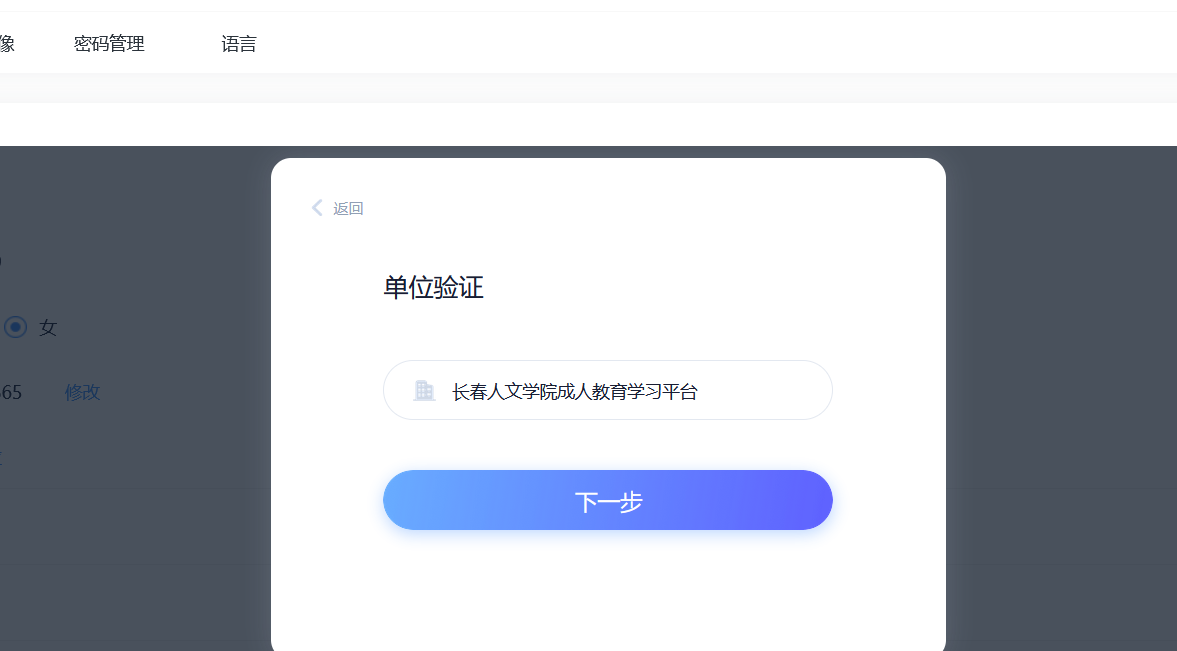 像 密码管理 语言
返回
单位验证
女
长春人文学院成人教育学习平台
65 修改
下一步